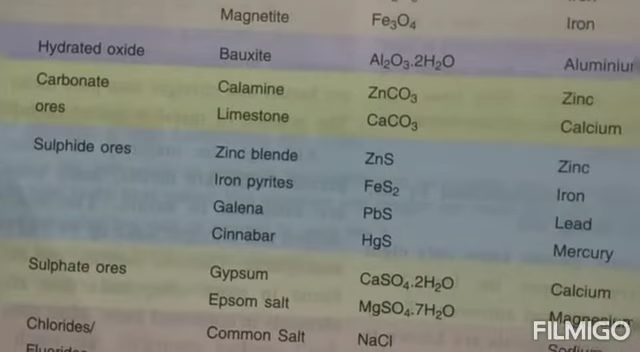 Magnetite Fe₃O₄ Iron
Hydrated oxide Bauxite Al₂O₃.2H₂O
Carbonate Calamine ZnCO₃ Zinc
ores Limestone CaCO₃ Calcium
Sulphide ores Zinc blende ZnS Zinc
Iron pyrites FeS₂ Iron
Galena PbS Lead
Cinnabar HgS Mercury
Sulphate ores Gypsum CaSO₄.2H₂O Calcium
Epsom salt MgSO₄.7H₂O
Chlorides/ Common Salt NaCl
FILMIGO